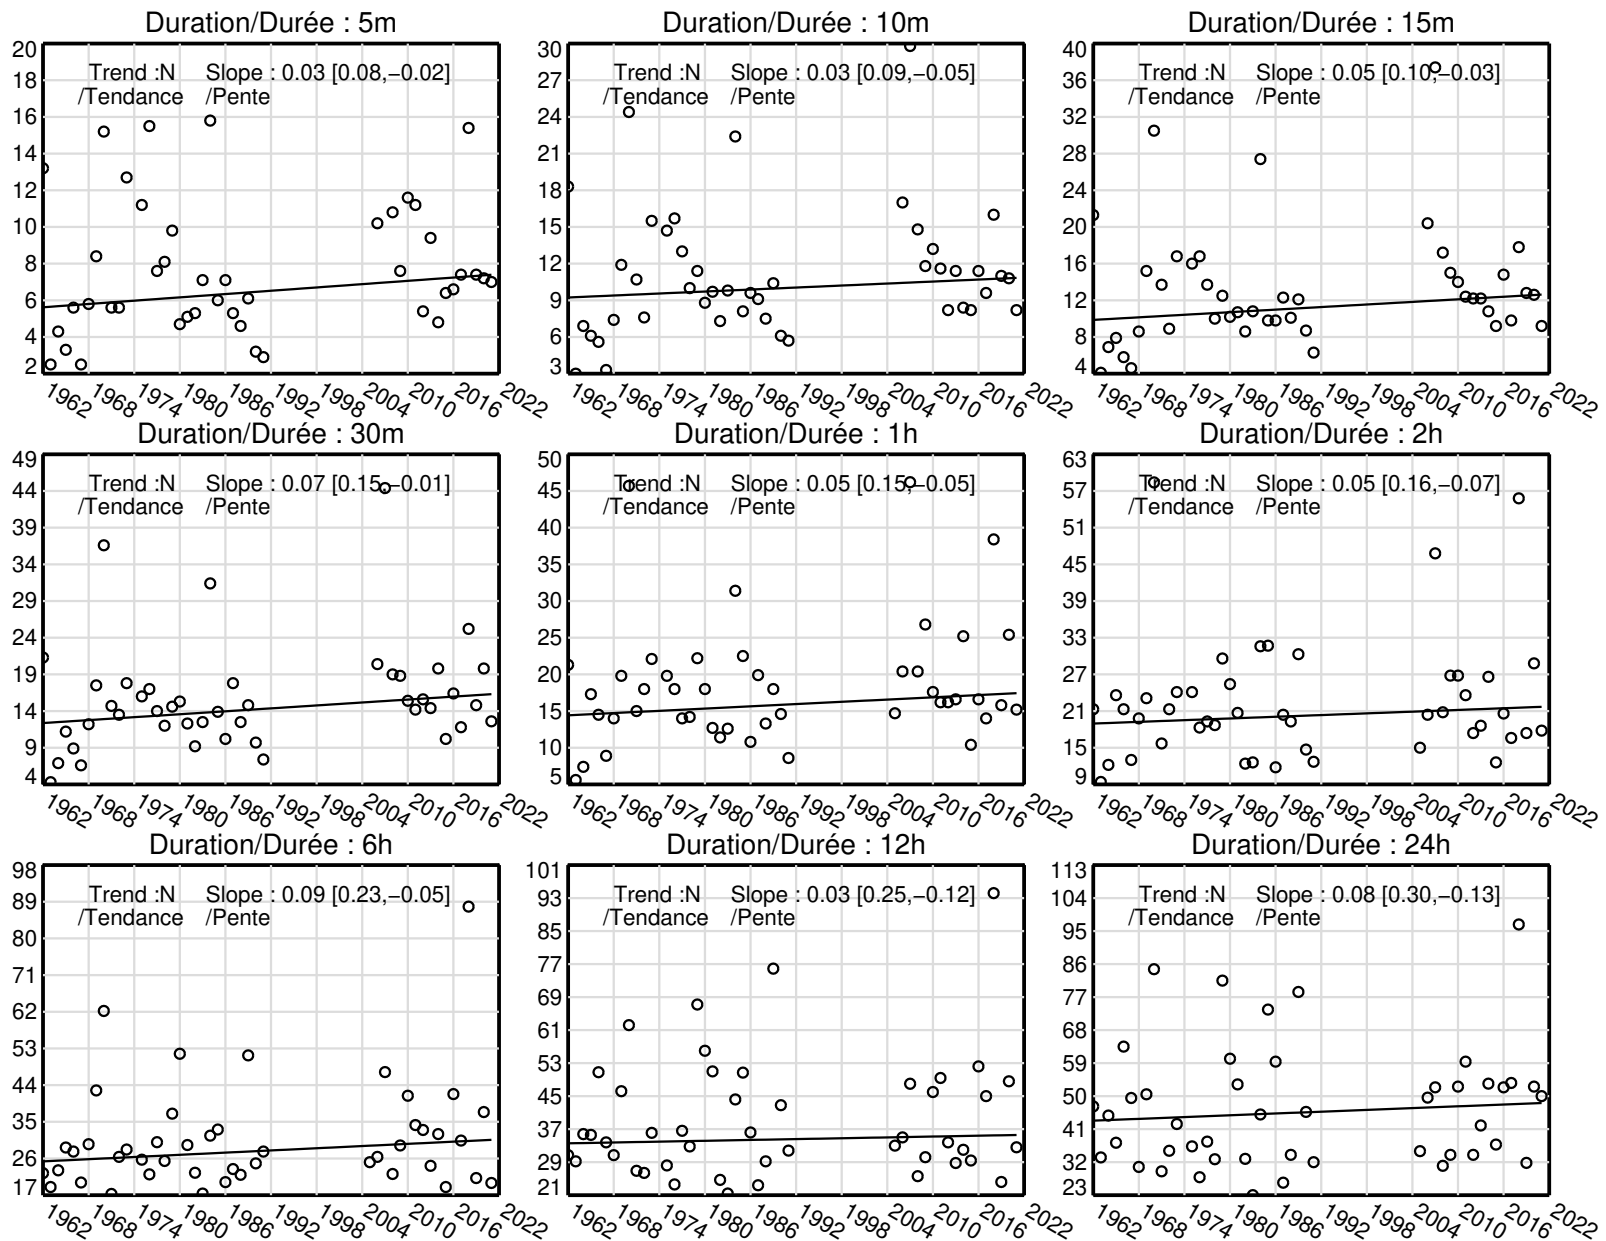 Duration/Durée : 5m
20
18
16
14
12
10
8
6
4
2
Trend :N Slope : 0.03 [0.08,−0.02]
/Tendance /Pente
1962 1968 1974 1980 1986 1992 1998 2004 2010 2016 2022
Duration/Durée : 10m
30
27
24
21
18
15
12
9
6
3
Trend :N Slope : 0.03 [0.09,−0.05]
/Tendance /Pente
1962 1968 1974 1980 1986 1992 1998 2004 2010 2016 2022
Duration/Durée : 15m
40
36
32
28
24
20
16
12
8
4
Trend :N Slope : 0.05 [0.10,−0.03]
/Tendance /Pente
1962 1968 1974 1980 1986 1992 1998 2004 2010 2016 2022
Duration/Durée : 30m
49
44
39
34
29
24
19
14
9
4
Trend :N Slope : 0.07 [0.15,−0.01]
/Tendance /Pente
1962 1968 1974 1980 1986 1992 1998 2004 2010 2016 2022
Duration/Durée : 1h
50
45
40
35
30
25
20
15
10
5
Trend :N Slope : 0.05 [0.15,−0.05]
/Tendance /Pente
1962 1968 1974 1980 1986 1992 1998 2004 2010 2016 2022
Duration/Durée : 2h
63
57
51
45
39
33
27
21
15
9
Trend :N Slope : 0.05 [0.16,−0.07]
/Tendance /Pente
1962 1968 1974 1980 1986 1992 1998 2004 2010 2016 2022
Duration/Durée : 6h
98
89
80
71
62
53
44
35
26
17
Trend :N Slope : 0.09 [0.23,−0.05]
/Tendance /Pente
1962 1968 1974 1980 1986 1992 1998 2004 2010 2016 2022
Duration/Durée : 12h
101
93
85
77
69
61
53
45
37
29
21
Trend :N Slope : 0.03 [0.25,−0.12]
/Tendance /Pente
1962 1968 1974 1980 1986 1992 1998 2004 2010 2016 2022
Duration/Durée : 24h
113
104
95
86
77
68
59
50
41
32
23
Trend :N Slope : 0.08 [0.30,−0.13]
/Tendance /Pente
1962 1968 1974 1980 1986 1992 1998 2004 2010 2016 2022